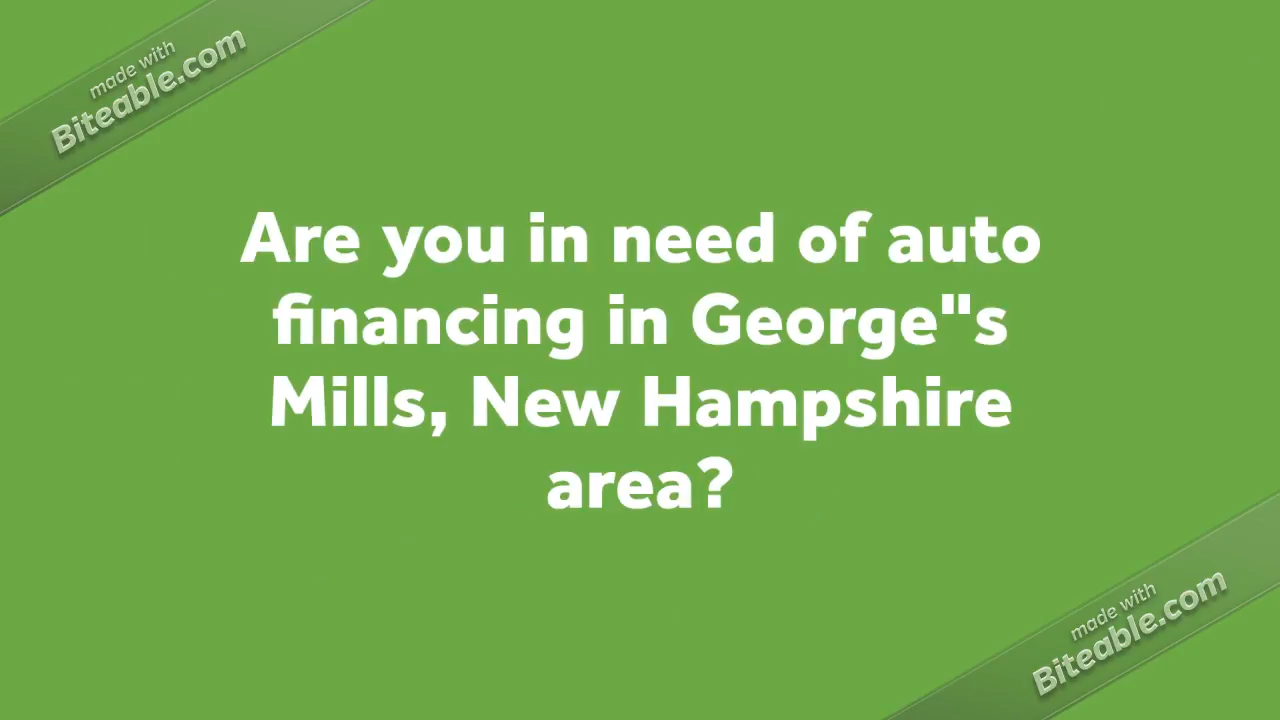 made with
Biteable.com
Are you in need of auto
financing in George"s
Mills, New Hampshire
area?
made with
Biteable.com